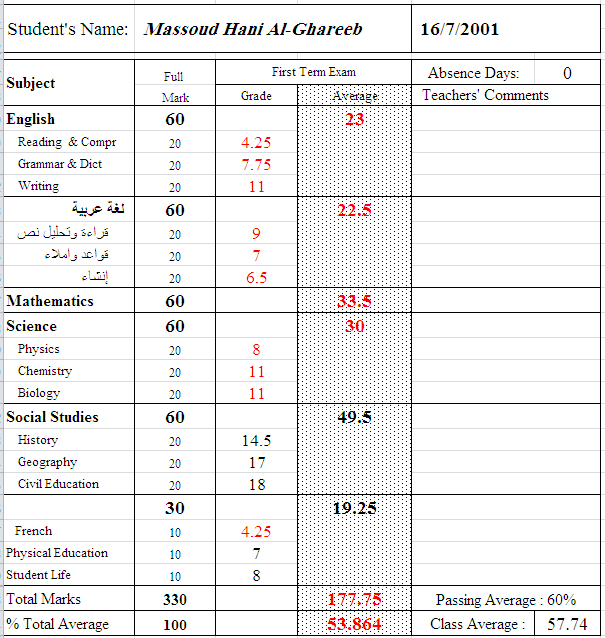 Student's Name: Massoud Hani Al-Ghareeb 16/7/2001
Subject Full Mark First Term Exam Absence Days: 0
Grade Average Teachers' Comments
English 60 23
Reading & Compr 20 4.25
Grammar & Dict 20 7.75
Writing 20 11
لغة عربية 60 22.5
قراءة وتحليل نص 20 9
قواعد واملاء 20 7
إنشاء 20 6.5
Mathematics 60 33.5
Science 60 30
Physics 20 8
Chemistry 20 11
Biology 20 11
Social Studies 60 49.5
History 20 14.5
Geography 20 17
Civil Education 20 18
30 19.25
French 10 4.25
Physical Education 10 7
Student Life 10 8
Total Marks 330 177.75 Passing Average : 60%
% Total Average 100 53.864 Class Average : 57.74